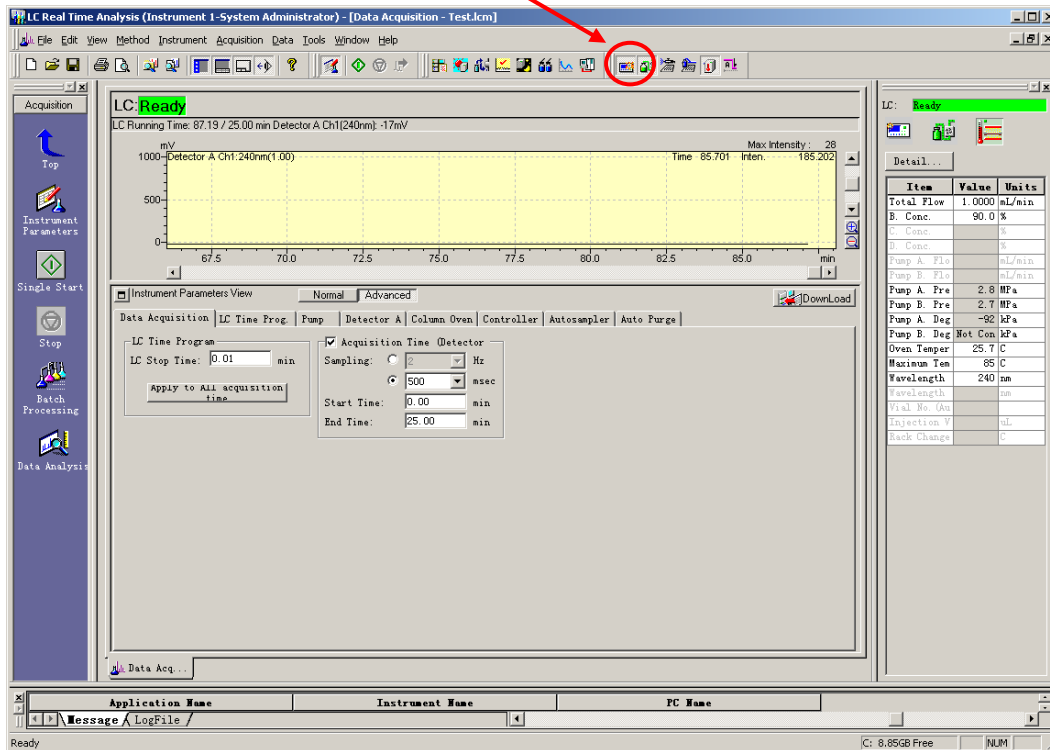 LC Real Time Analysis (Instrument 1-System Administrator) - [Data Acquisition - Test.lcm]
File Edit View Method Instrument Acquisition Data Tools Window Help
Acquisition
Top
Instrument
Parameters
Single Start
Stop
Batch
Processing
Data Analysis
LC: Ready
LC Running Time: 87.19 / 25.00 min Detector A Ch1(240nm): -17mV
mV
Max Intensity : 28
1000 Detector A Ch1:240nm(1.00) Time 85.701 Inten. 185.202
500
0
67.5 70.0 72.5 75.0 77.5 80.0 82.5 85.0 min
Instrument Parameters View Normal Advanced DownLoad
Data Acquisition LC Time Prog. Pump Detector A Column Oven Controller Autosampler Auto Purge
LC Time Program
LC Stop Time: 0.01 min
Apply to ALL acquisition
time
Acquisition Time (Detector
Sampling: 2 Hz
500 msec
Start Time: 0.00 min
End Time: 25.00 min
Data Acq...
LC: Ready
Detail...
Item Value Units
Total Flow 1.0000 mL/min
B. Conc. 90.0 %
C. Conc. %
D. Conc. %
Pump A. Flo mL/min
Pump B. Flo mL/min
Pump A. Pre 2.8 MPa
Pump B. Pre 2.7 MPa
Pump A. Deg -92 kPa
Pump B. Deg Not Con kPa
Oven Temper 25.7 C
Maximum Tem 85 C
Wavelength 240 nm
Wavelength nm
Vial No. (Au
Injection V uL
Rack Change C
Application Name Instrument Name PC Name
Message LogFile
Ready C: 8.85GB Free NUM